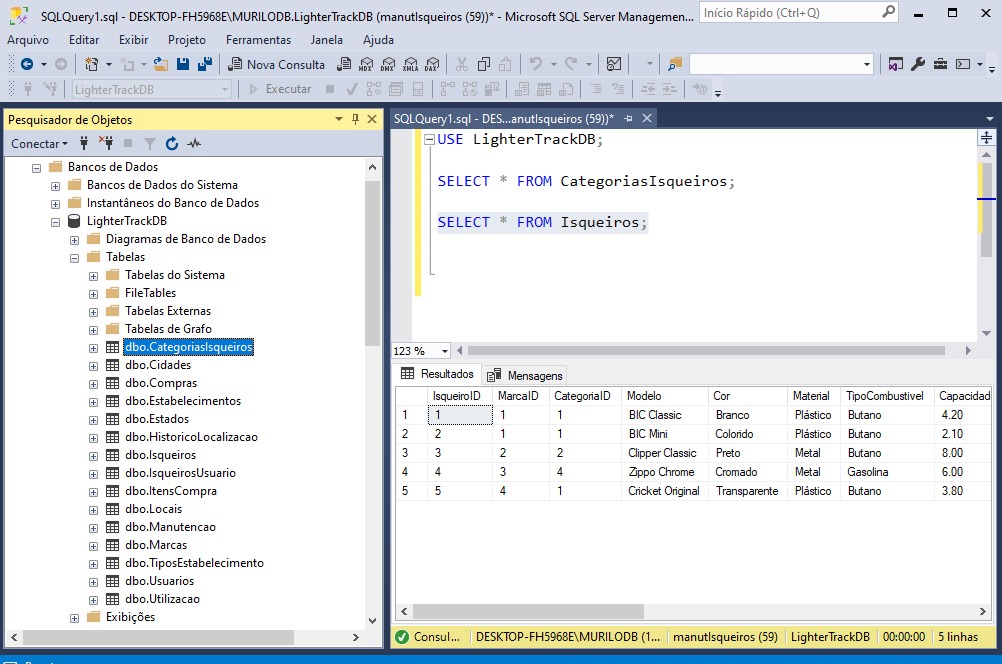 SQLQuery1.sql - DESKTOP-FH5968E\MURILODB.LighterTrackDB (manutIsqueiros (59))* - Microsoft SQL Server Managemen...
Início Rápido (Ctrl+Q)
Arquivo Editar Exibir Projeto Ferramentas Janela Ajuda
Nova Consulta MDX DMX XMLA DAX
LighterTrackDB Executar
Pesquisador de Objetos
Conectar
Bancos de Dados
Bancos de Dados do Sistema
Instantâneos do Banco de Dados
LighterTrackDB
Diagramas de Banco de Dados
Tabelas
Tabelas do Sistema
FileTables
Tabelas Externas
Tabelas de Grafo
dbo.CategoriasIsqueiros
dbo.Cidades
dbo.Compras
dbo.Estabelecimentos
dbo.Estados
dbo.HistoricoLocalizacao
dbo.Isqueiros
dbo.IsqueirosUsuario
dbo.ItensCompra
dbo.Locais
dbo.Manutencao
dbo.Marcas
dbo.TiposEstabelecimento
dbo.Usuarios
dbo.Utilizacao
Exibições
SQLQuery1.sql - DES...anutIsqueiros (59))*
USE LighterTrackDB;
SELECT * FROM CategoriasIsqueiros;
SELECT * FROM Isqueiros;
123 %
Resultados Mensagens
IsqueiroID MarcaID CategoriaID Modelo Cor Material TipoCombustivel Capacidad
1 1 1 1 BIC Classic Branco Plástico Butano 4.20
2 2 1 1 BIC Mini Colorido Plástico Butano 2.10
3 3 2 2 Clipper Classic Preto Metal Butano 8.00
4 4 3 4 Zippo Chrome Cromado Metal Gasolina 6.00
5 5 4 1 Cricket Original Transparente Plástico Butano 3.80
Consul... DESKTOP-FH5968E\MURILODB (1... manutIsqueiros (59) LighterTrackDB 00:00:00 5 linhas